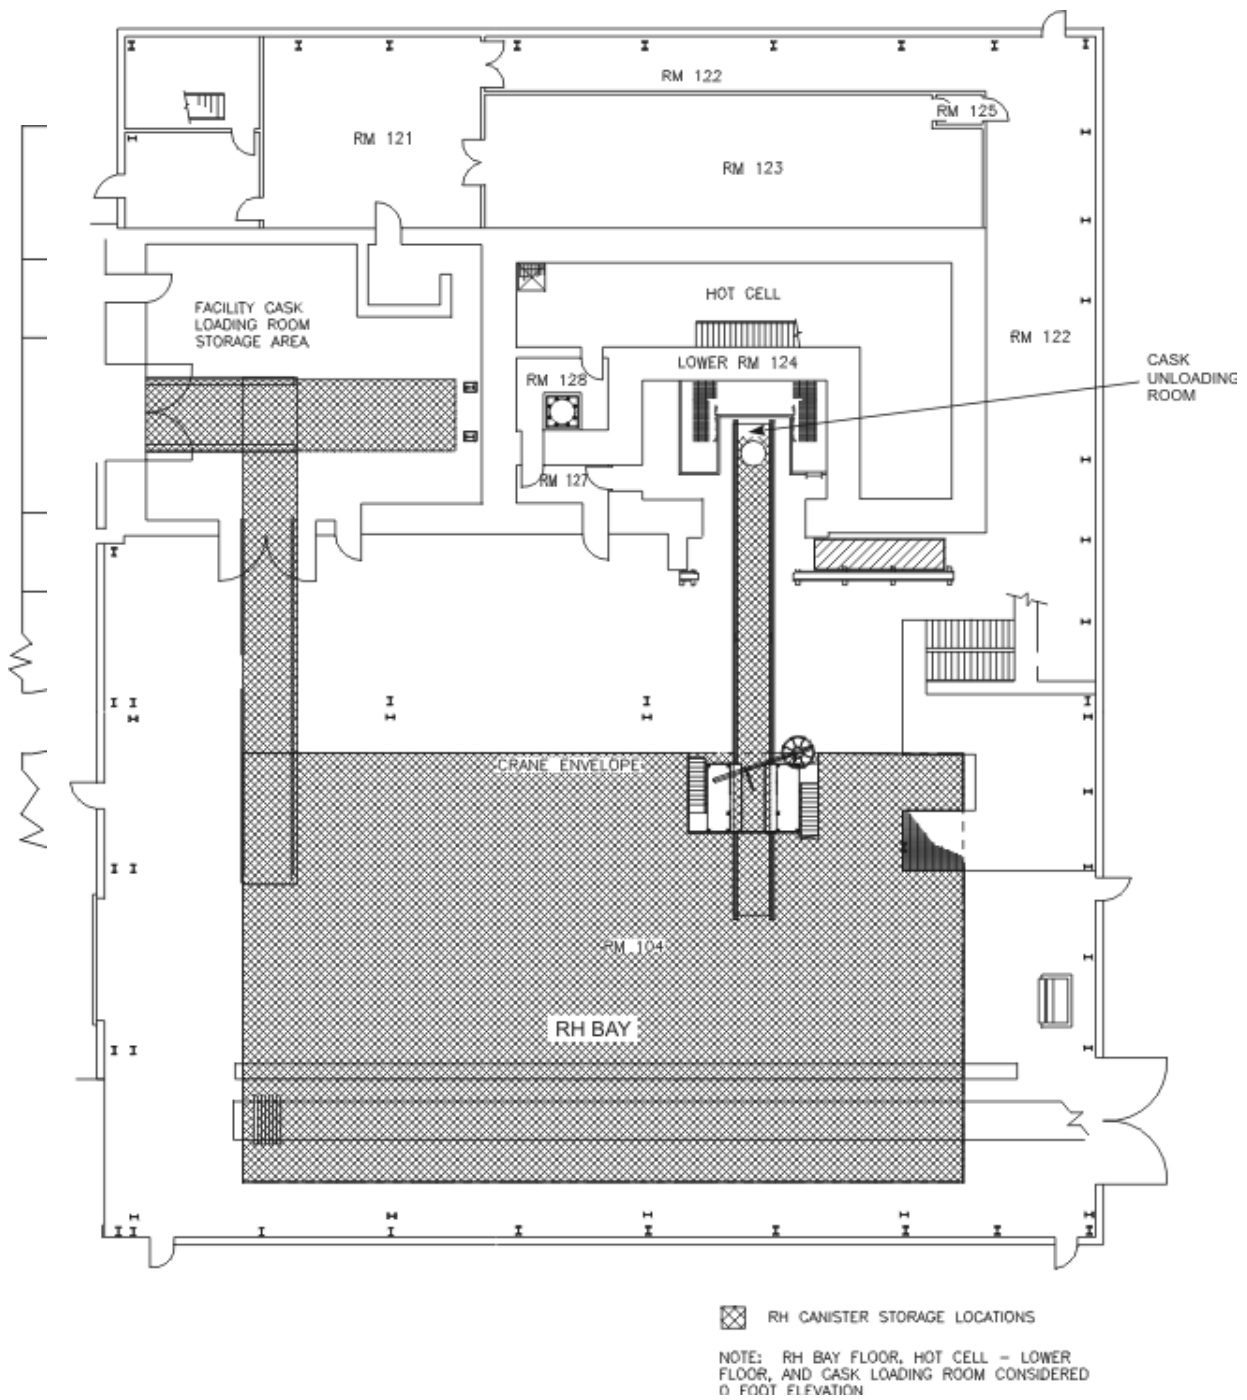 RM 122
RM 125
RM 121
RM 123
HOT CELL
FACILITY CASK
LOADING ROOM
STORAGE AREA
RM 122
LOWER RM 124
CASK
UNLOADING
ROOM
RM 128
RM 127
CRANE ENVELOPE
RM 104
RH BAY
RH CANISTER STORAGE LOCATIONS
NOTE: RH BAY FLOOR, HOT CELL – LOWER
FLOOR, AND CASK LOADING ROOM CONSIDERED
0 FOOT ELEVATION